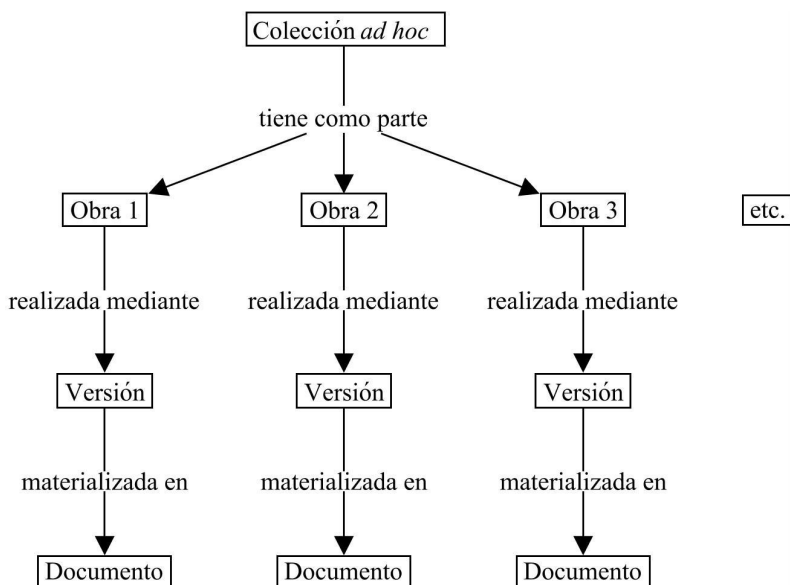 Colección ad hoc
tiene como parte
Obra 1 Obra 2 Obra 3 etc.
realizada mediante realizada mediante realizada mediante
Versión Versión Versión
materializada en materializada en materializada en
Documento Documento Documento